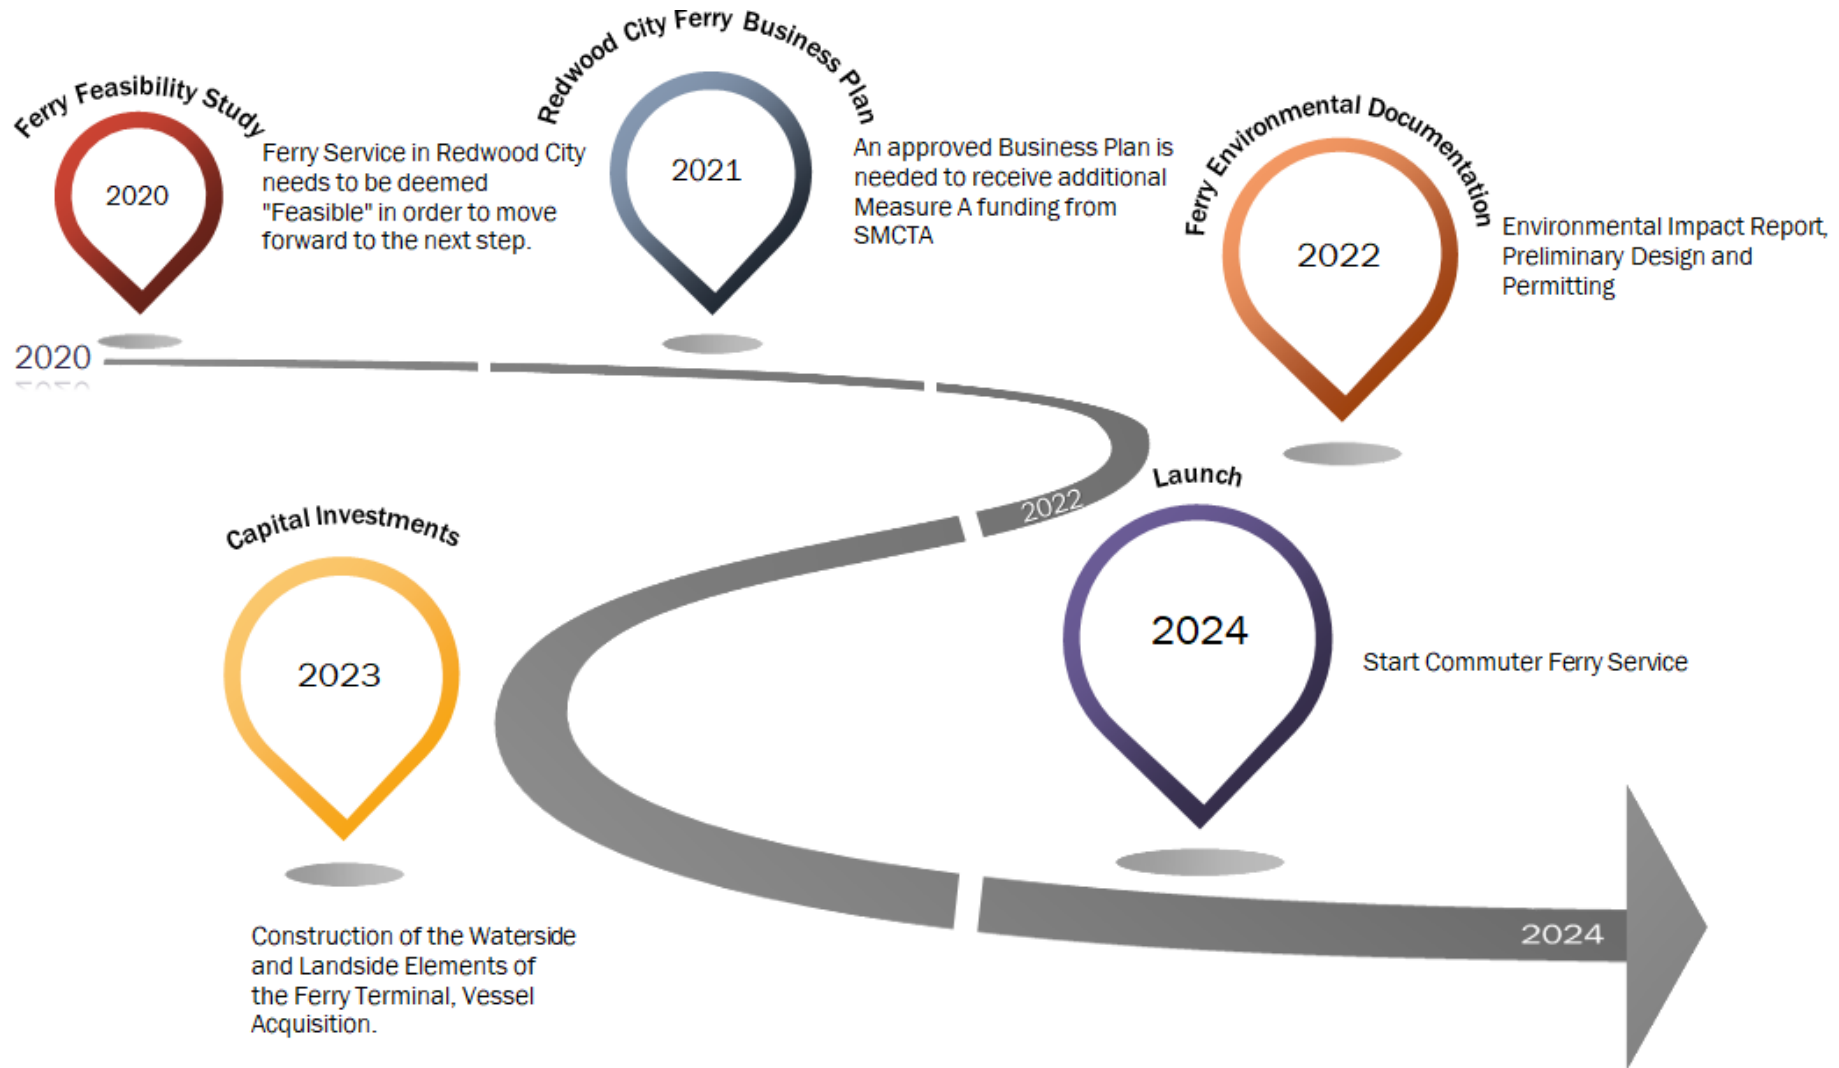 Ferry Feasibility Study
2020
Ferry Service in Redwood City
needs to be deemed
"Feasible" in order to move
forward to the next step.
Redwood City Ferry Business Plan
2021
An approved Business Plan is
needed to receive additional
Measure A funding from
SMCTA
Ferry Environmental Documentation
2022
Environmental Impact Report,
Preliminary Design and
Permitting
2020
2022
Capital Investments
2023
Construction of the Waterside
and Landside Elements of
the Ferry Terminal, Vessel
Acquisition.
Launch
2024
Start Commuter Ferry Service
2024